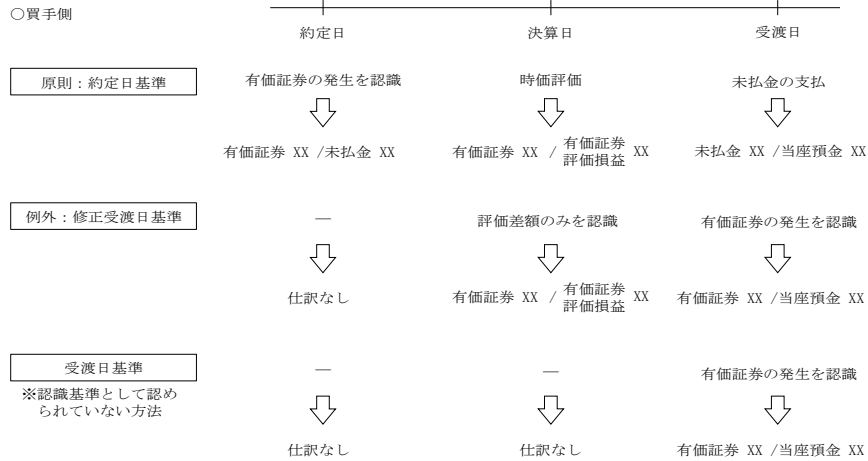 ○買手側
約定日 決算日 受渡日
原則：約定日基準 有価証券の発生を認識 時価評価 未払金の支払
有価証券 XX /未払金 XX 有価証券 XX / 有価証券評価損益 XX 未払金 XX /当座預金 XX
例外：修正受渡日基準 ― 評価差額のみを認識 有価証券の発生を認識
仕訳なし 有価証券 XX / 有価証券評価損益 XX 有価証券 XX /当座預金 XX
受渡日基準 ― ― 有価証券の発生を認識
※認識基準として認め
られていない方法
仕訳なし 仕訳なし 有価証券 XX /当座預金 XX